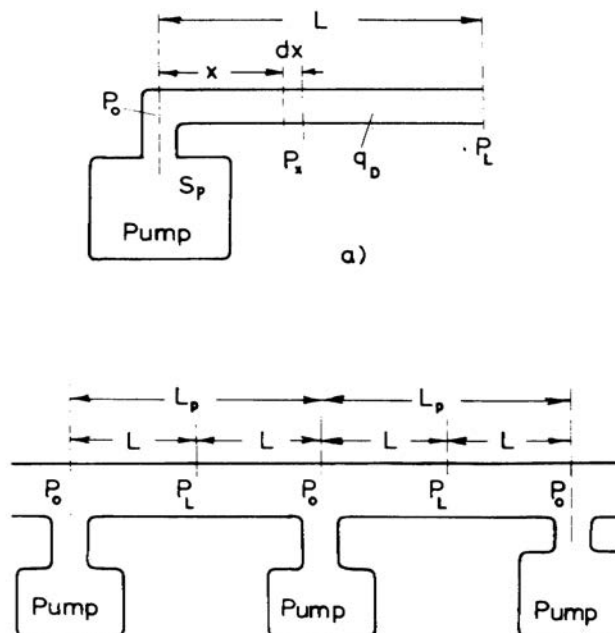 L
dx
x
P₀
Pₓ
q_D
P_L
S_P
Pump
a)
L_p L_p
L L L L
P₀ P_L P₀ P_L P₀
Pump Pump Pump